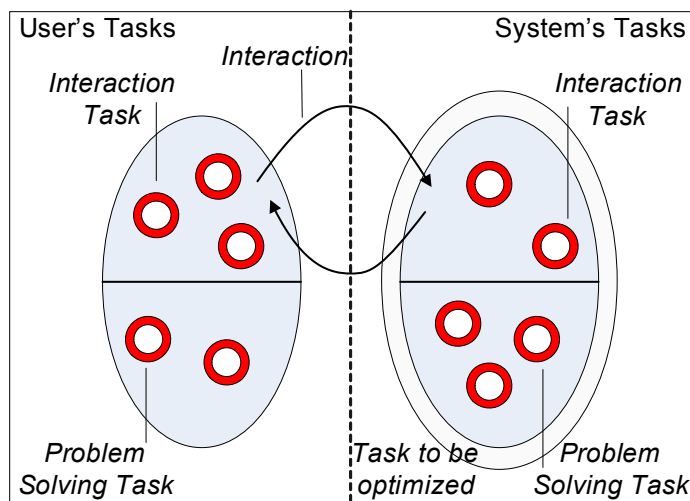 User's Tasks
System's Tasks
Interaction
Interaction
Task
Interaction
Task
Problem
Solving Task
Task to be
optimized
Problem
Solving Task